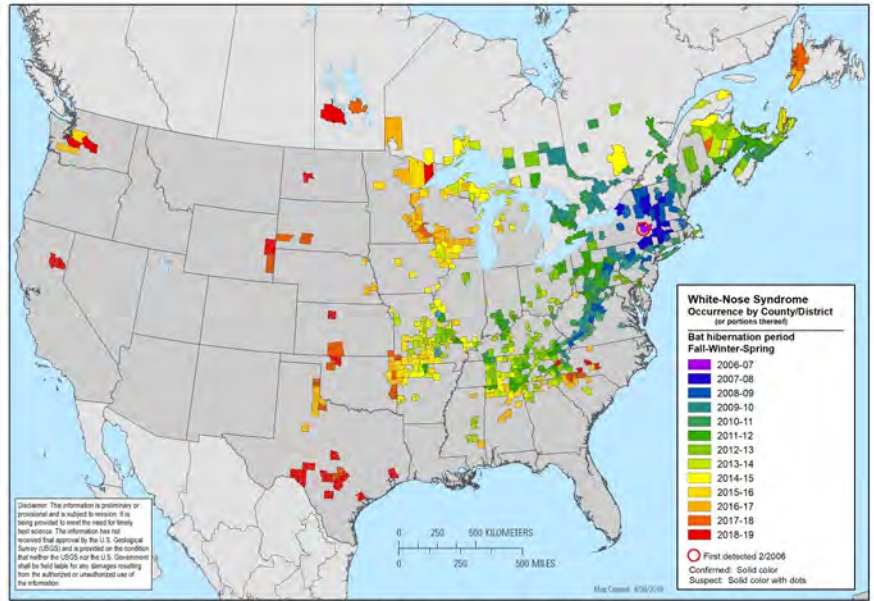 White-Nose Syndrome
Occurrence by County/District
(or portions thereof)
Bat hibernation period
Fall-Winter-Spring
2006-07
2007-08
2008-09
2009-10
2010-11
2011-12
2012-13
2013-14
2014-15
2015-16
2016-17
2017-18
2018-19
First detected 2/2006
Confirmed: Solid color
Suspect: Solid color with dots
Disclaimer: This information is preliminary or
provisional and is subject to revision. It is
being provided to meet the need for timely
best science. The information has not
received final approval by the U.S. Geological
Survey (USGS) and is provided on the condition
that neither the USGS nor the U.S. Government
shall be held liable for any damages resulting
from the authorized or unauthorized use of
the information.
0 250 500 KILOMETERS
0 250 500 MILES
Map Created: